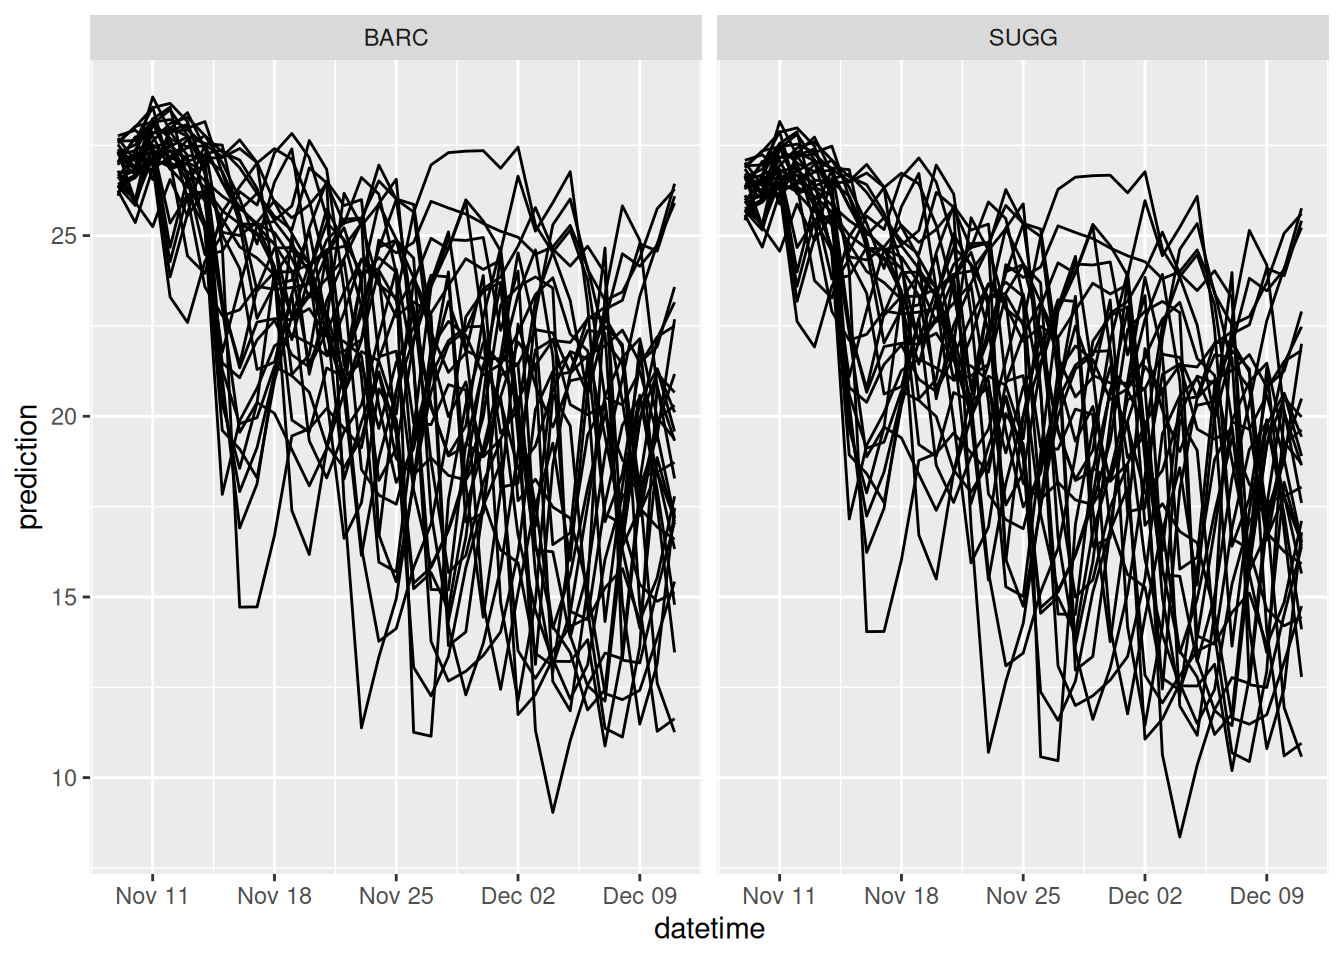 BARC
SUGG
prediction
25
20
15
10
Nov 11
Nov 18
Nov 25
Dec 02
Dec 09
Nov 11
Nov 18
Nov 25
Dec 02
Dec 09
datetime